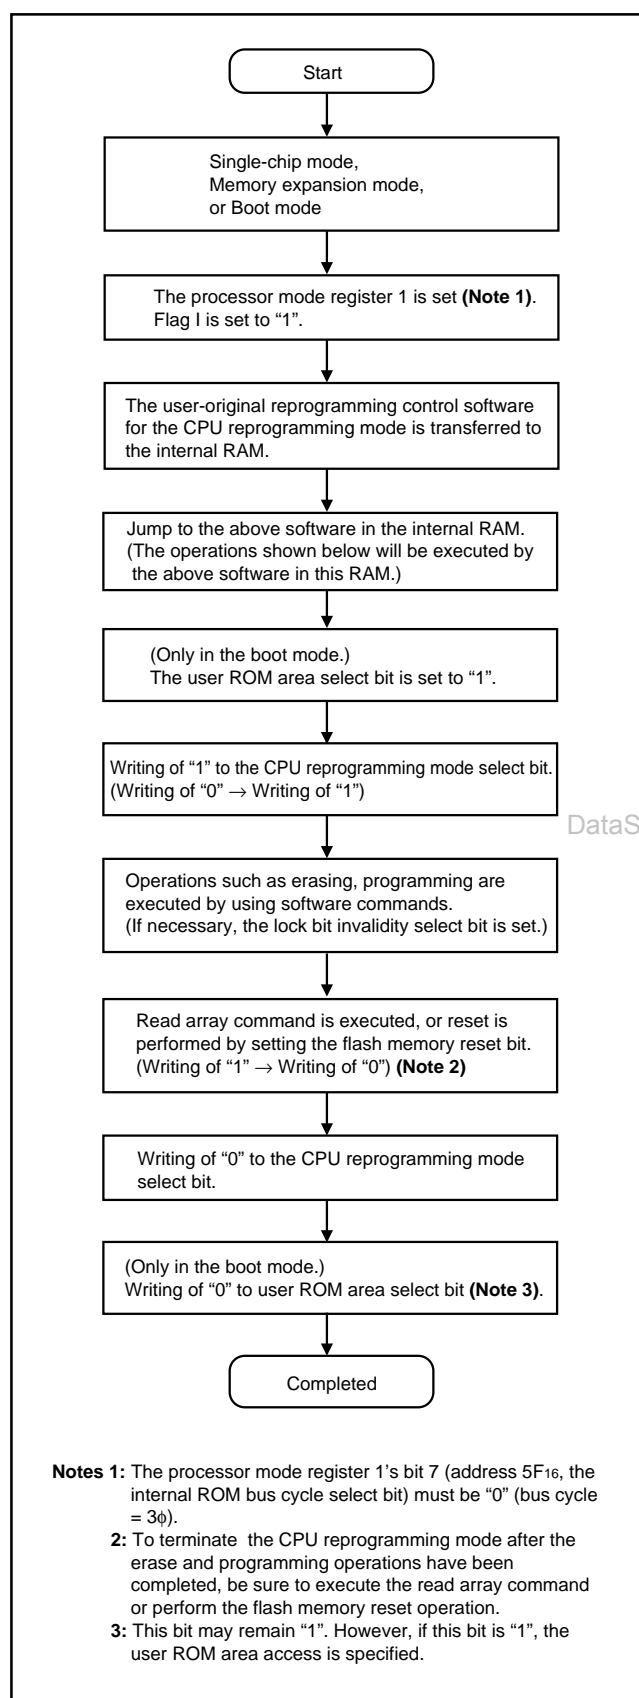 Start
Single-chip mode,
Memory expansion mode,
or Boot mode
The processor mode register 1 is set (Note 1).
Flag I is set to “1”.
The user-original reprogramming control software
for the CPU reprogramming mode is transferred to
the internal RAM.
Jump to the above software in the internal RAM.
(The operations shown below will be executed by
the above software in this RAM.)
(Only in the boot mode.)
The user ROM area select bit is set to “1”.
Writing of “1” to the CPU reprogramming mode select bit.
(Writing of “0” → Writing of “1”)
DataS
Operations such as erasing, programming are
executed by using software commands.
(If necessary, the lock bit invalidity select bit is set.)
Read array command is executed, or reset is
performed by setting the flash memory reset bit.
(Writing of “1” → Writing of “0”) (Note 2)
Writing of “0” to the CPU reprogramming mode
select bit.
(Only in the boot mode.)
Writing of “0” to user ROM area select bit (Note 3).
Completed
Notes 1: The processor mode register 1’s bit 7 (address 5F16, the
internal ROM bus cycle select bit) must be “0” (bus cycle
= 3ϕ).
2: To terminate the CPU reprogramming mode after the
erase and programming operations have been
completed, be sure to execute the read array command
or perform the flash memory reset operation.
3: This bit may remain “1”. However, if this bit is “1”, the
user ROM area access is specified.